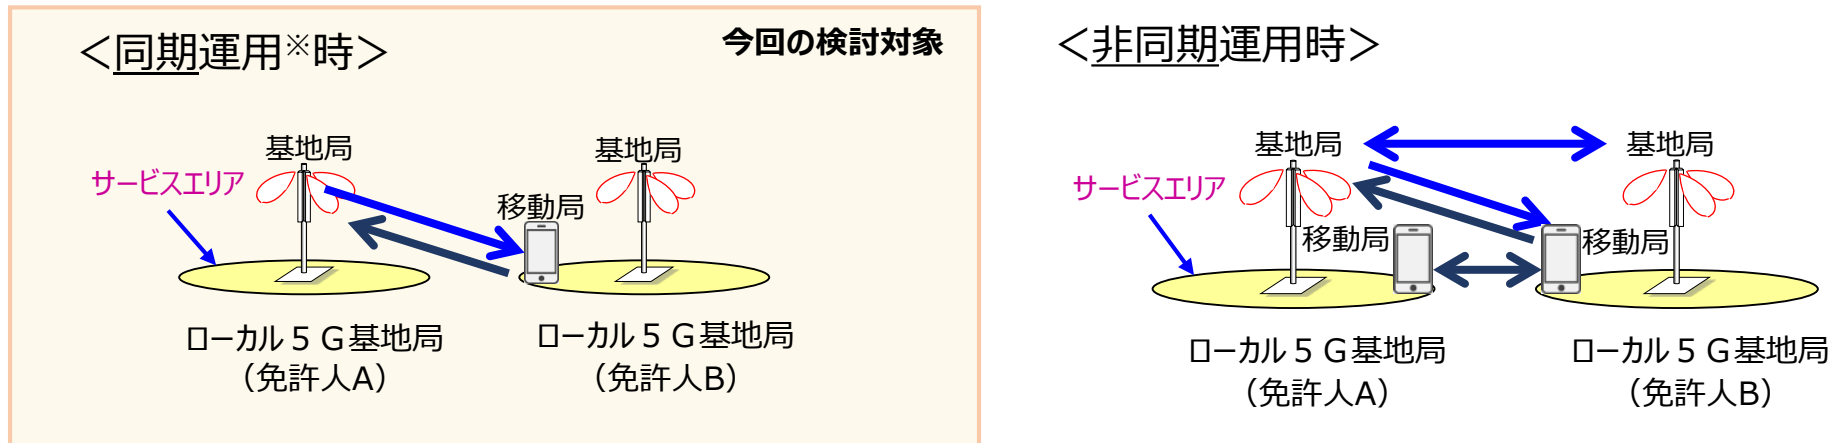 ＜同期運用※時＞
今回の検討対象
基地局
基地局
サービスエリア
移動局
ローカル５Ｇ基地局
（免許人A）
ローカル５Ｇ基地局
（免許人B）
＜非同期運用時＞
基地局
基地局
サービスエリア
移動局
移動局
ローカル５Ｇ基地局
（免許人A）
ローカル５Ｇ基地局
（免許人B）